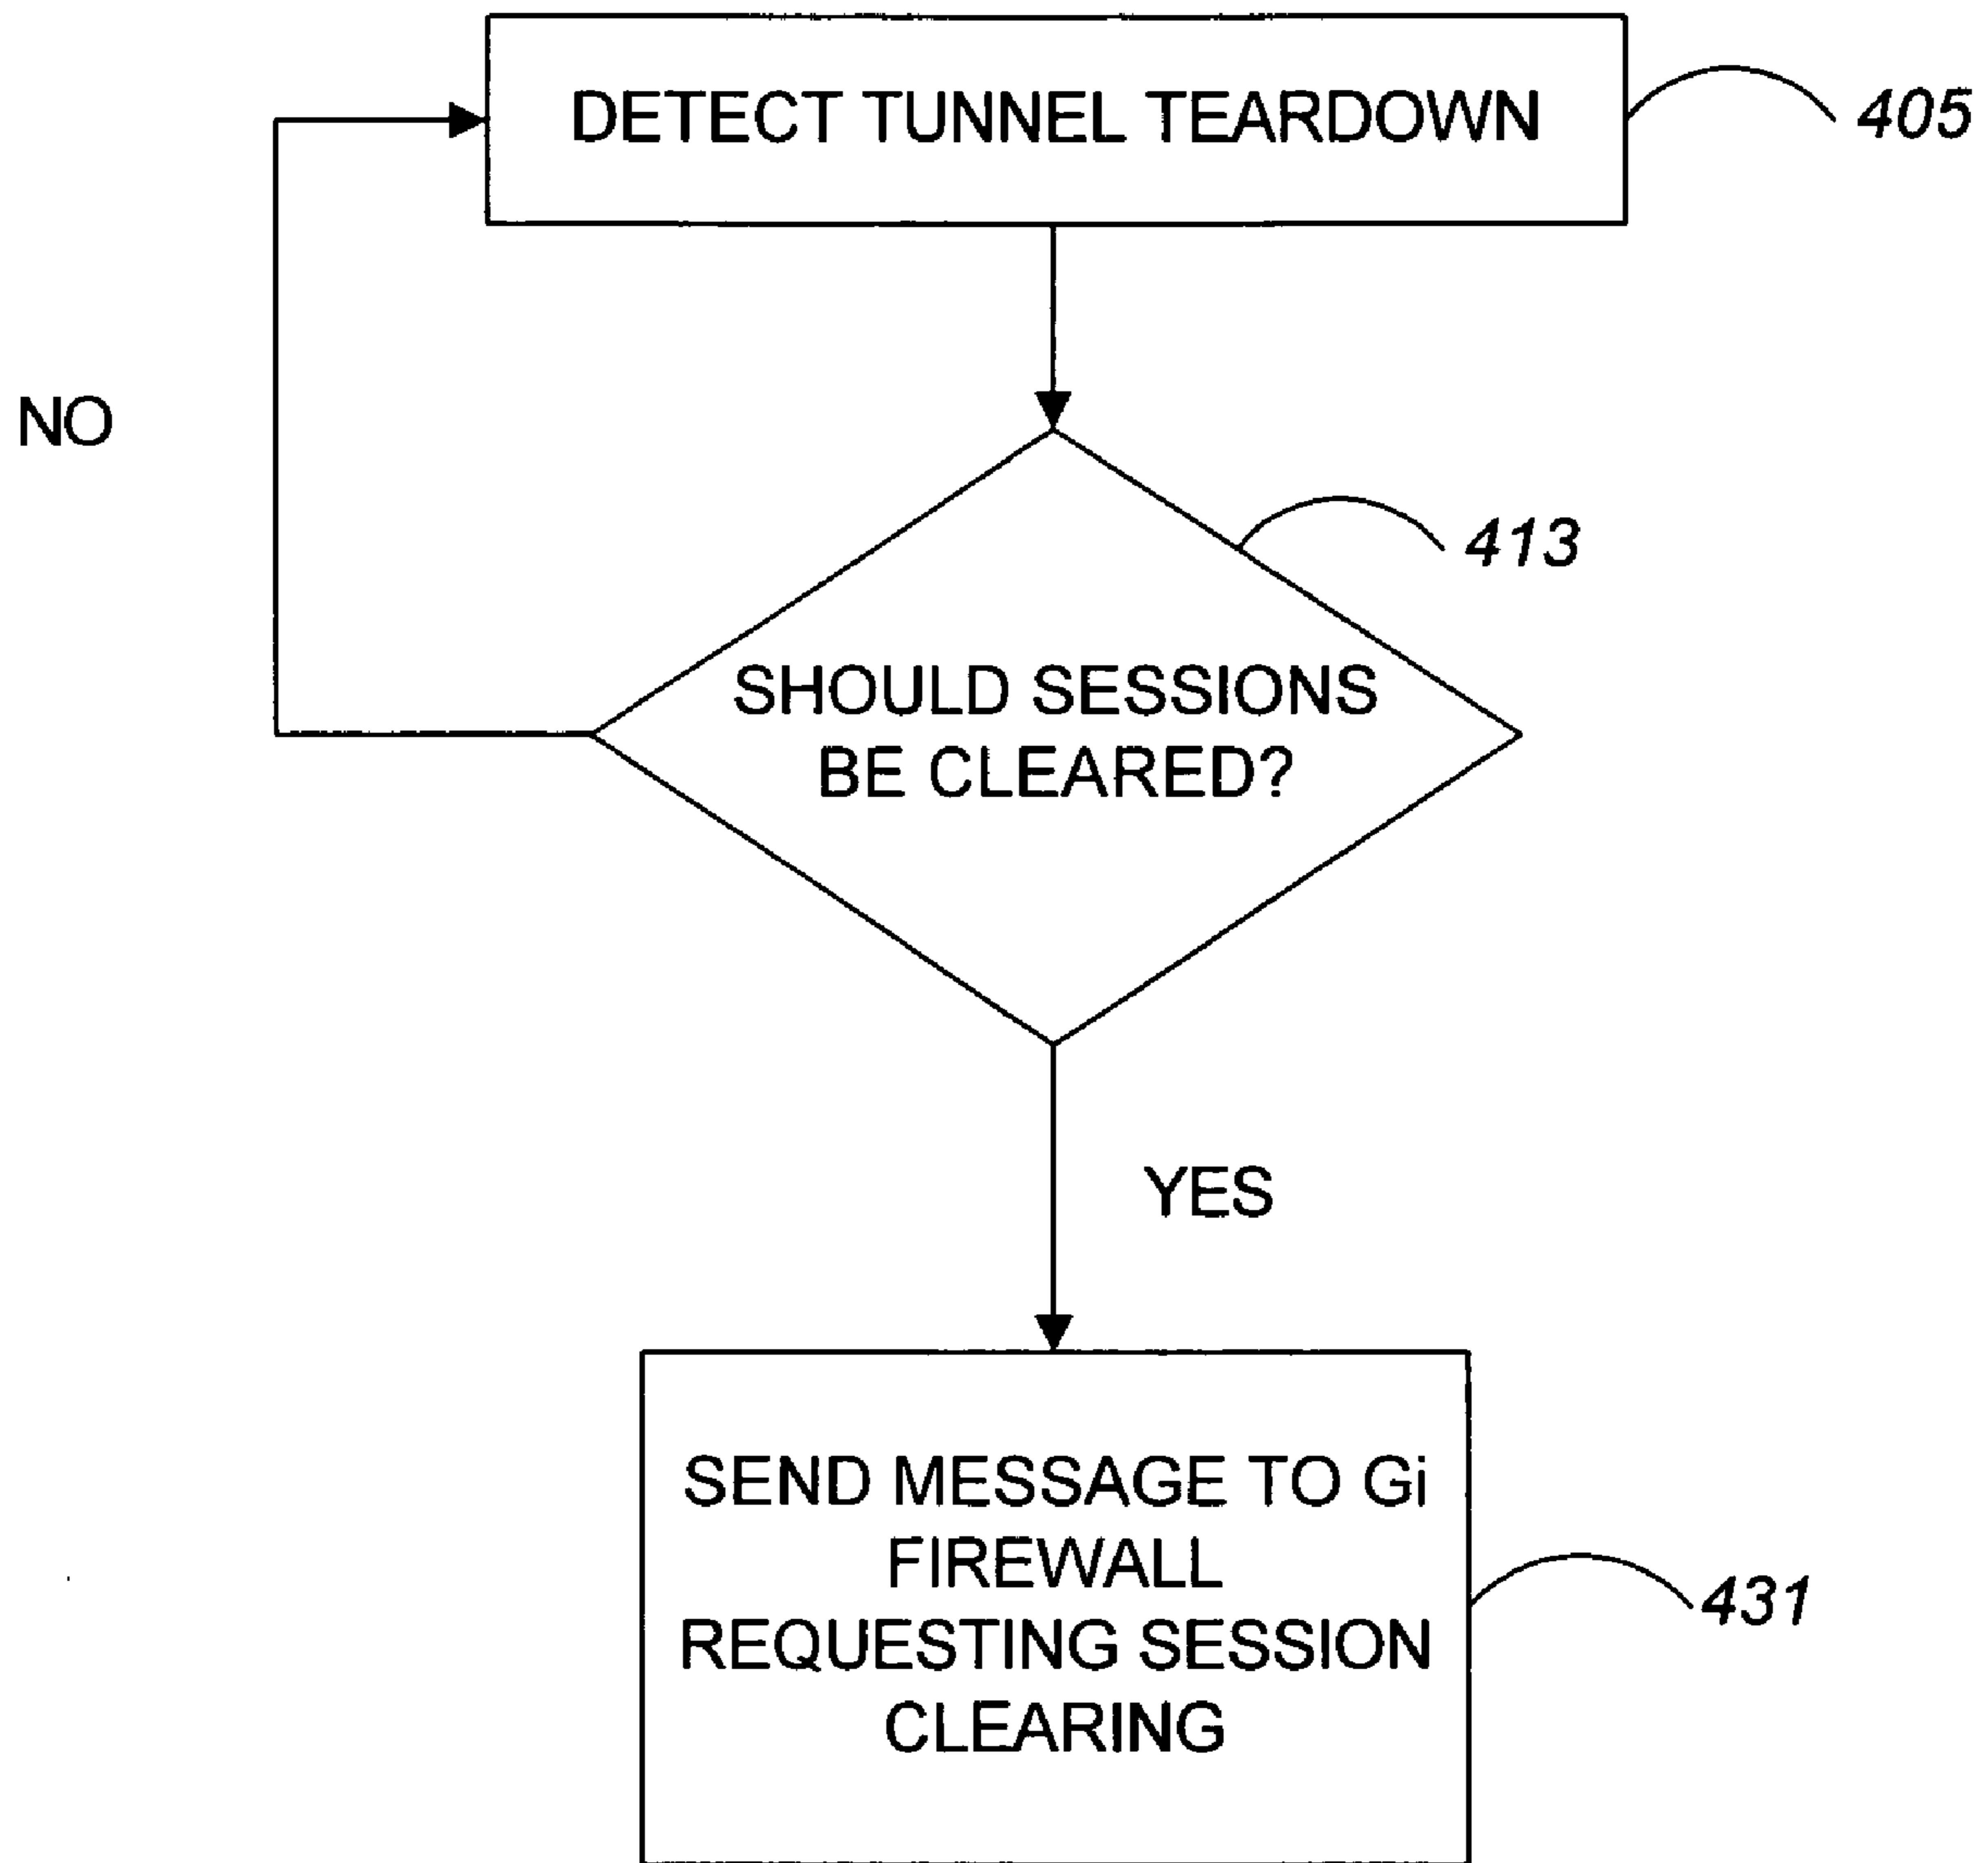 DETECT TUNNEL TEARDOWN
405
NO
413
SHOULD SESSIONS
BE CLEARED?
YES
SEND MESSAGE TO Gi
FIREWALL
REQUESTING SESSION
CLEARING
431